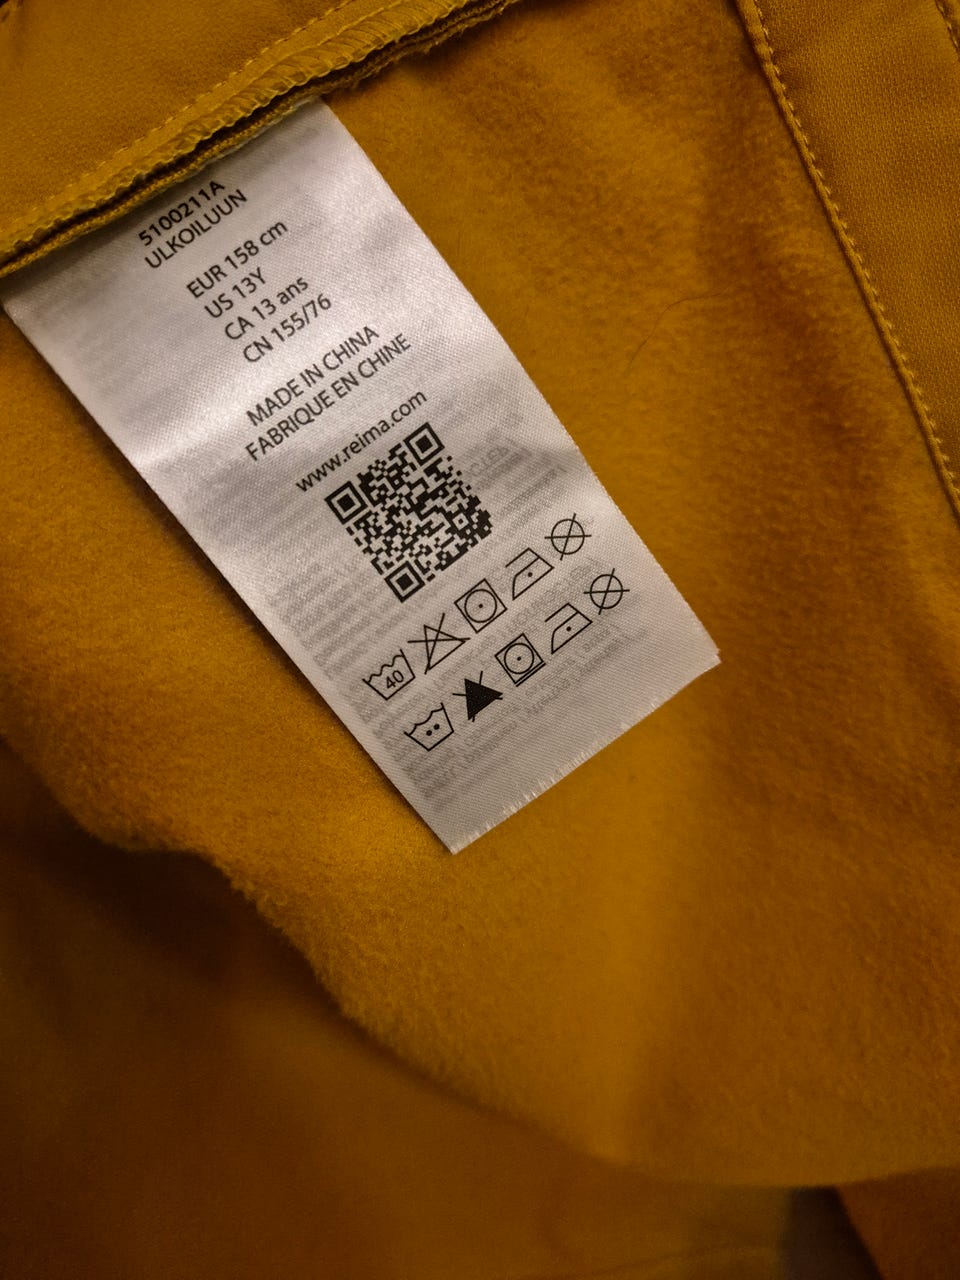 5100211A
ULKOILUUN
EUR 158 cm
US 13Y
CA 13 ans
CN 155/76
MADE IN CHINA
FABRIQUE EN CHINE
www.reima.com
40